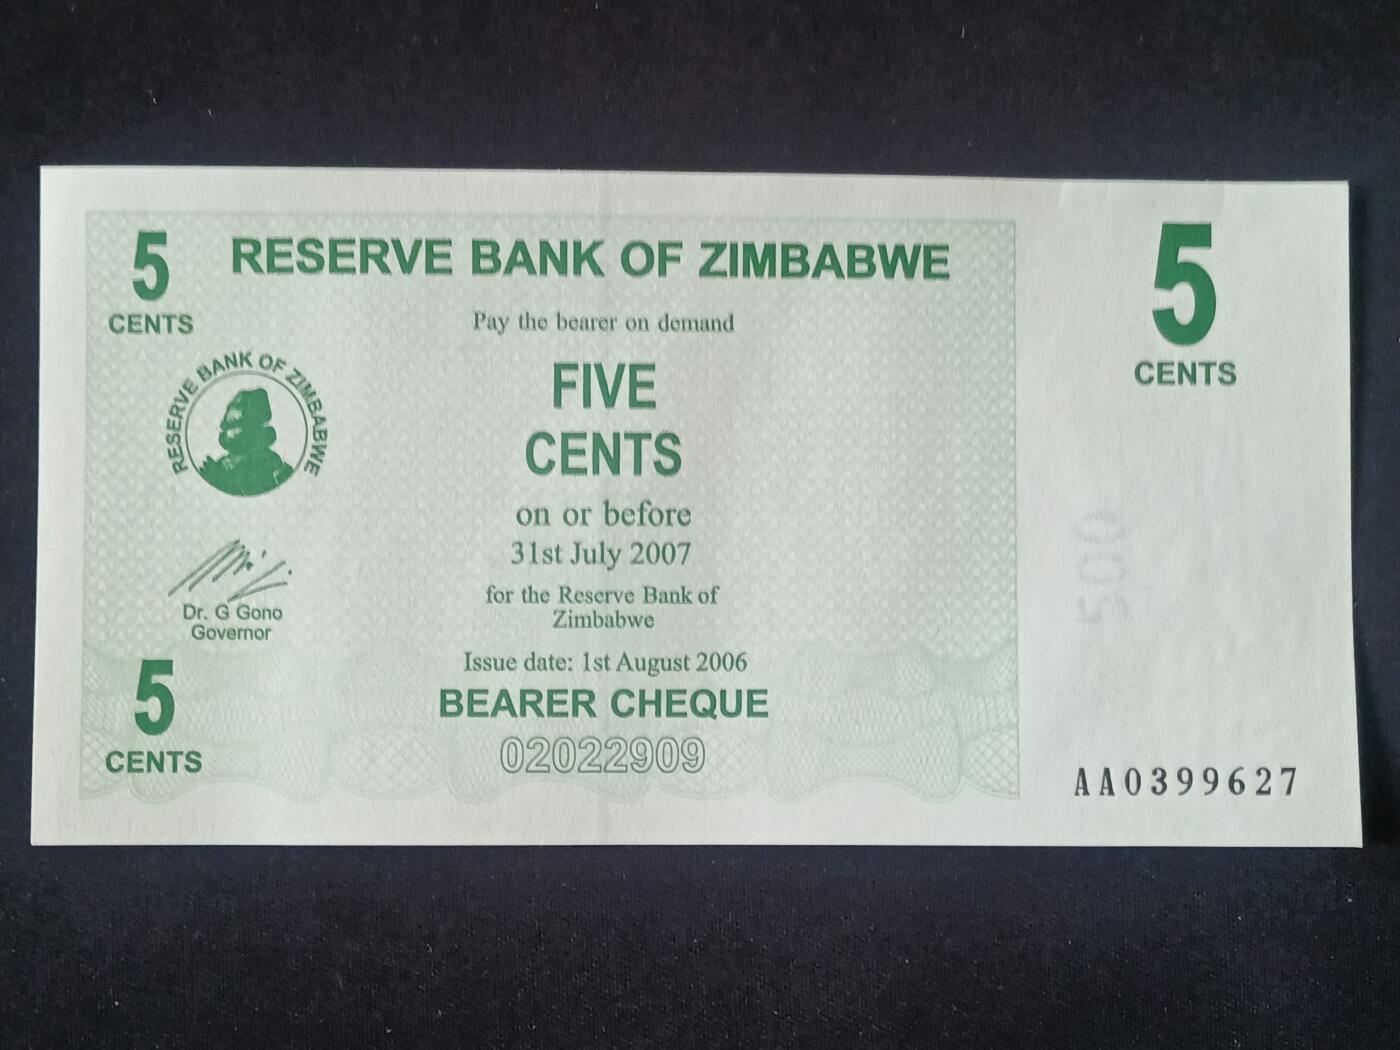 5
CENTS
RESERVE BANK OF ZIMBABWE
5
CENTS
Pay the bearer on demand
FIVE
CENTS
on or before
31st July 2007
for the Reserve Bank of
Zimbabwe
Issue date: 1st August 2006
BEARER CHEQUE
02022909
RESERVE BANK OF ZIMBABWE
Dr. G Gono
Governor
5
CENTS
500
AA0399627